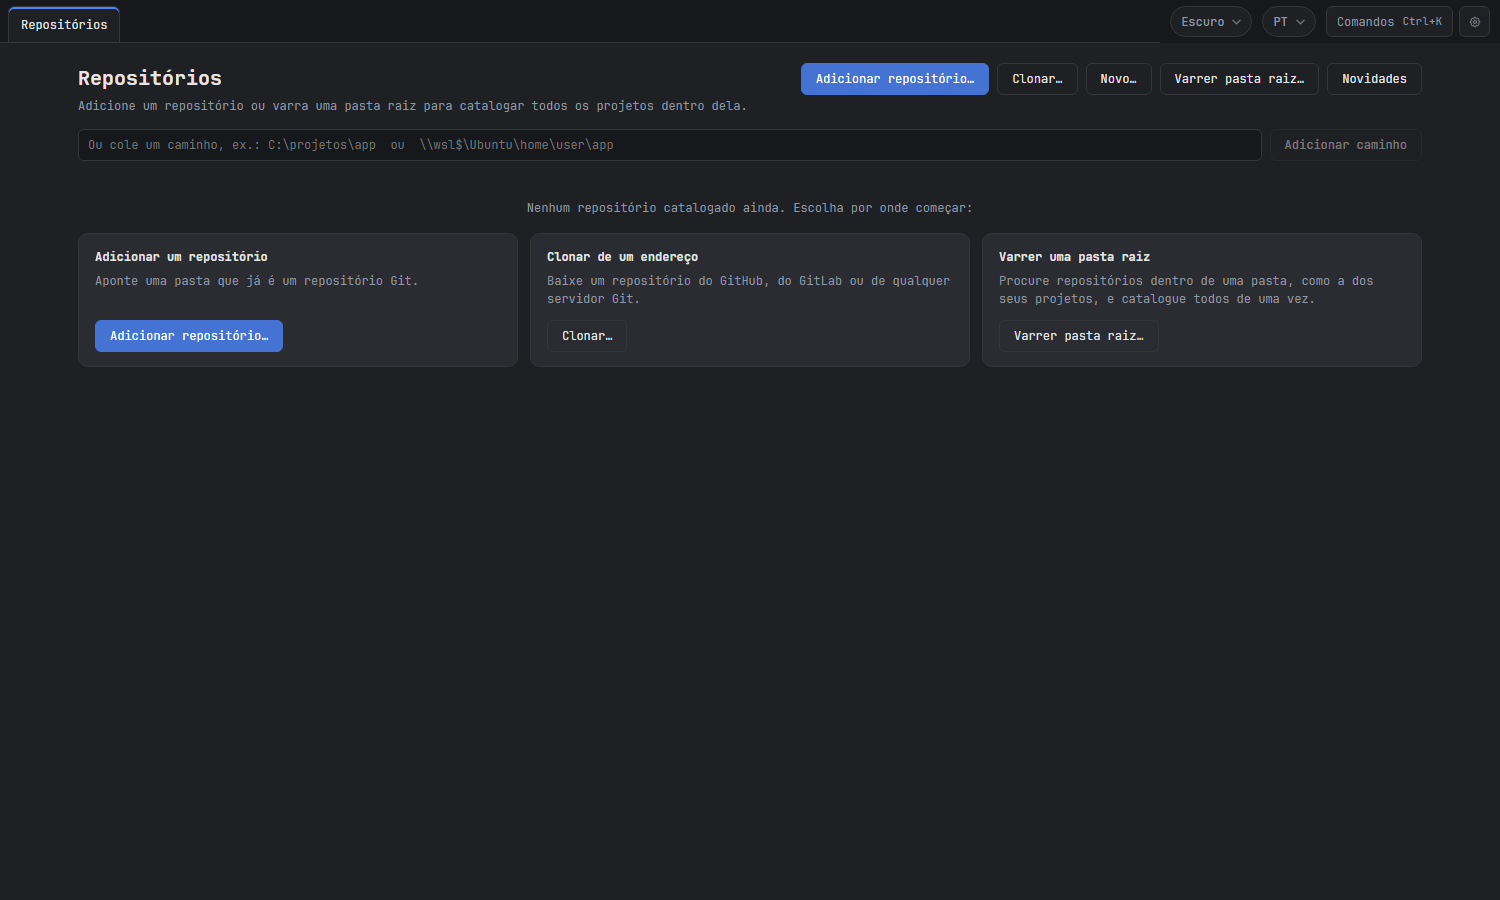 Repositórios
Escuro
PT
Comandos Ctrl+K
Repositórios
Adicionar repositório…
Clonar…
Novo…
Varrer pasta raiz…
Novidades
Adicione um repositório ou varra uma pasta raiz para catalogar todos os projetos dentro dela.
Ou cole um caminho, ex.: C:\projetos\app  ou  \\wsl$\Ubuntu\home\user\app
Adicionar caminho
Nenhum repositório catalogado ainda. Escolha por onde começar:
Adicionar um repositório
Aponte uma pasta que já é um repositório Git.
Adicionar repositório…
Clonar de um endereço
Baixe um repositório do GitHub, do GitLab ou de qualquer
servidor Git.
Clonar…
Varrer uma pasta raiz
Procure repositórios dentro de uma pasta, como a dos
seus projetos, e catalogue todos de uma vez.
Varrer pasta raiz…